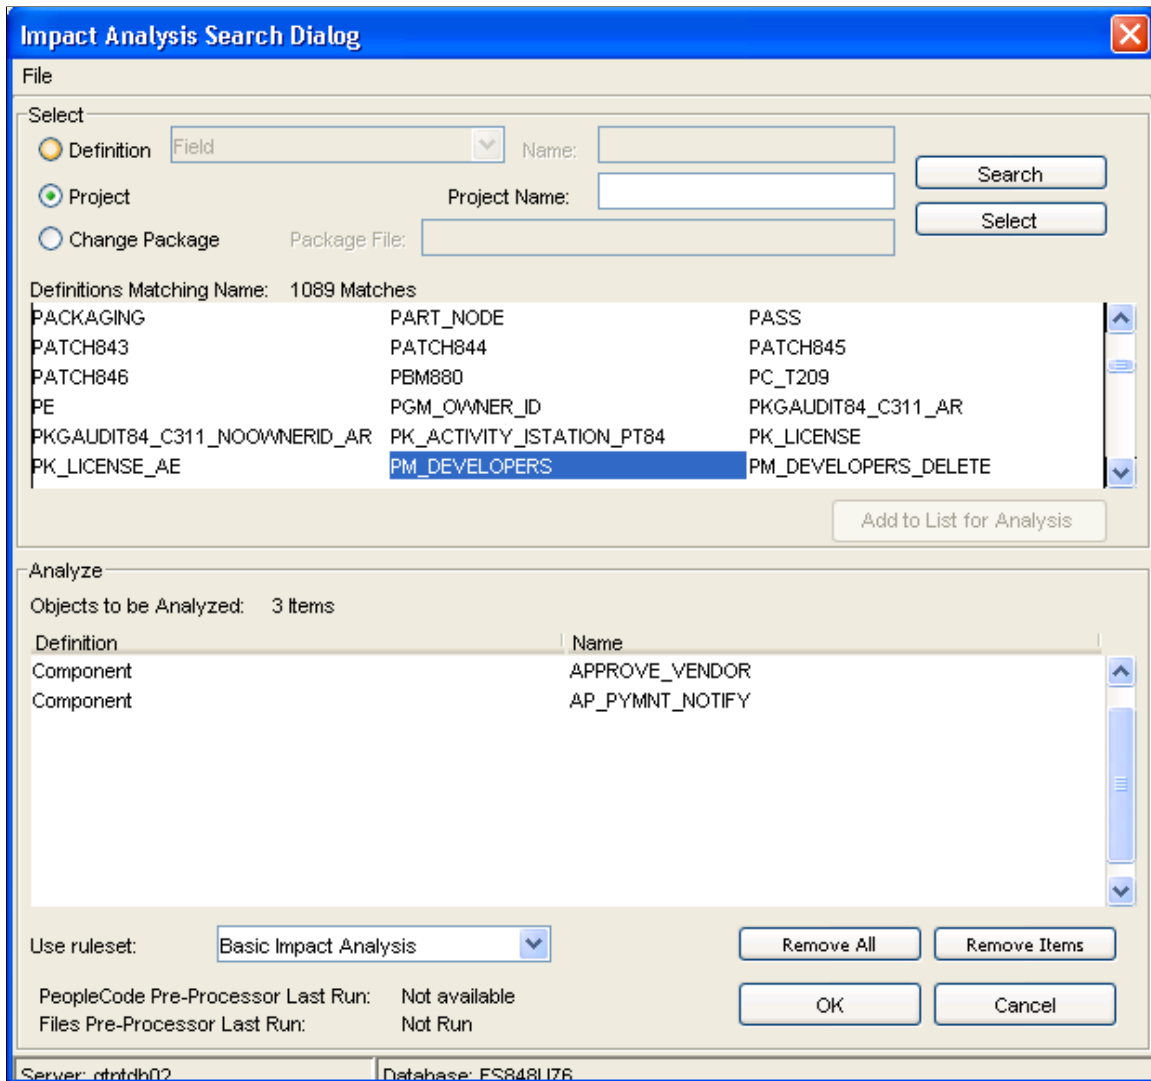 Impact Analysis Search Dialog
File
Select
Definition Field Name:
Search
Project Project Name:
Select
Change Package Package File:
Definitions Matching Name: 1089 Matches
PACKAGING PART_NODE PASS
PATCH843 PATCH844 PATCH845
PATCH846 PBM880 PC_T209
PE PGM_OWNER_ID PKGAUDIT84_C311_AR
PKGAUDIT84_C311_NOOWNERID_AR PK_ACTIVITY_ISTATION_PT84 PK_LICENSE
PK_LICENSE_AE PM_DEVELOPERS PM_DEVELOPERS_DELETE
Add to List for Analysis
Analyze
Objects to be Analyzed: 3 Items
Definition Name
Component APPROVE_VENDOR
Component AP_PYMNT_NOTIFY
Use ruleset: Basic Impact Analysis Remove All Remove Items
PeopleCode Pre-Processor Last Run: Not available
OK Cancel
Files Pre-Processor Last Run: Not Run
Server: Database: